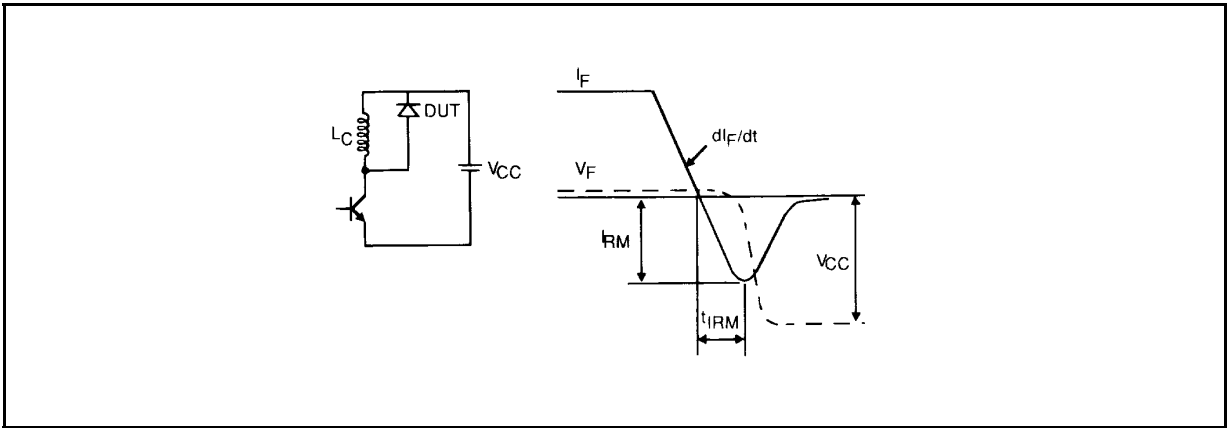 IF
DUT
LC
dIF/dt
VCC
VF
IRM
VCC
tIRM